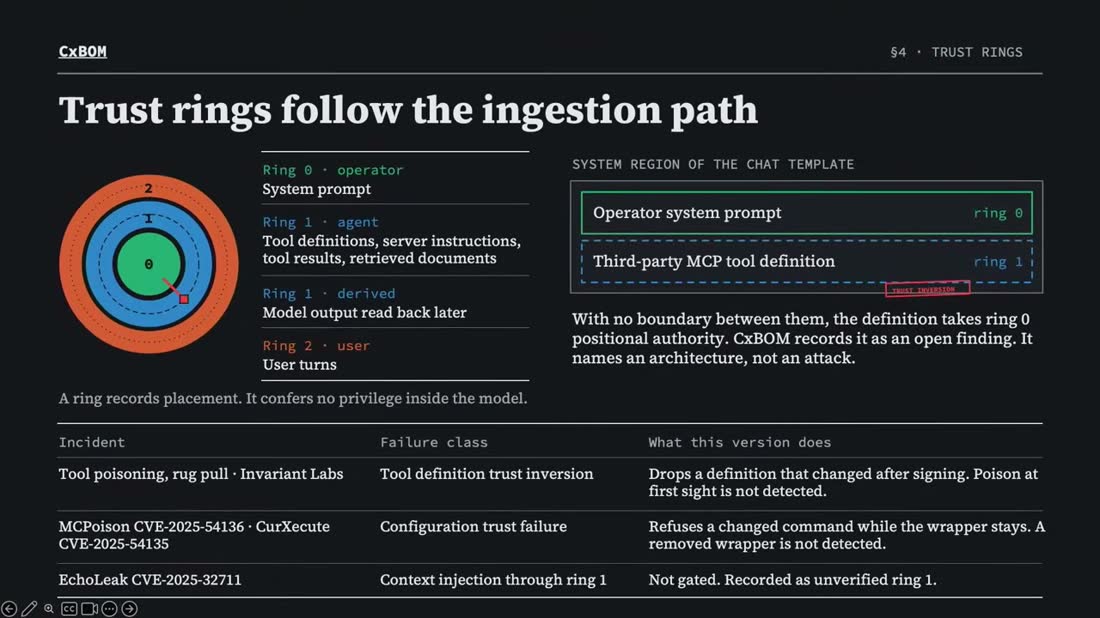 CxBOM
§4 · TRUST RINGS
Trust rings follow the ingestion path
2
1
0
Ring 0 · operator
System prompt
Ring 1 · agent
Tool definitions, server instructions,
tool results, retrieved documents
Ring 1 · derived
Model output read back later
Ring 2 · user
User turns
A ring records placement. It confers no privilege inside the model.
SYSTEM REGION OF THE CHAT TEMPLATE
Operator system prompt
ring 0
Third-party MCP tool definition
ring 1
TRUST INVERSION
With no boundary between them, the definition takes ring 0
positional authority. CxBOM records it as an open finding. It
names an architecture, not an attack.
Incident
Failure class
What this version does
Tool poisoning, rug pull · Invariant Labs
Tool definition trust inversion
Drops a definition that changed after signing. Poison at
first sight is not detected.
MCPoison CVE-2025-54136 · CurXecute
CVE-2025-54135
Configuration trust failure
Refuses a changed command while the wrapper stays. A
removed wrapper is not detected.
EchoLeak CVE-2025-32711
Context injection through ring 1
Not gated. Recorded as unverified ring 1.
CC